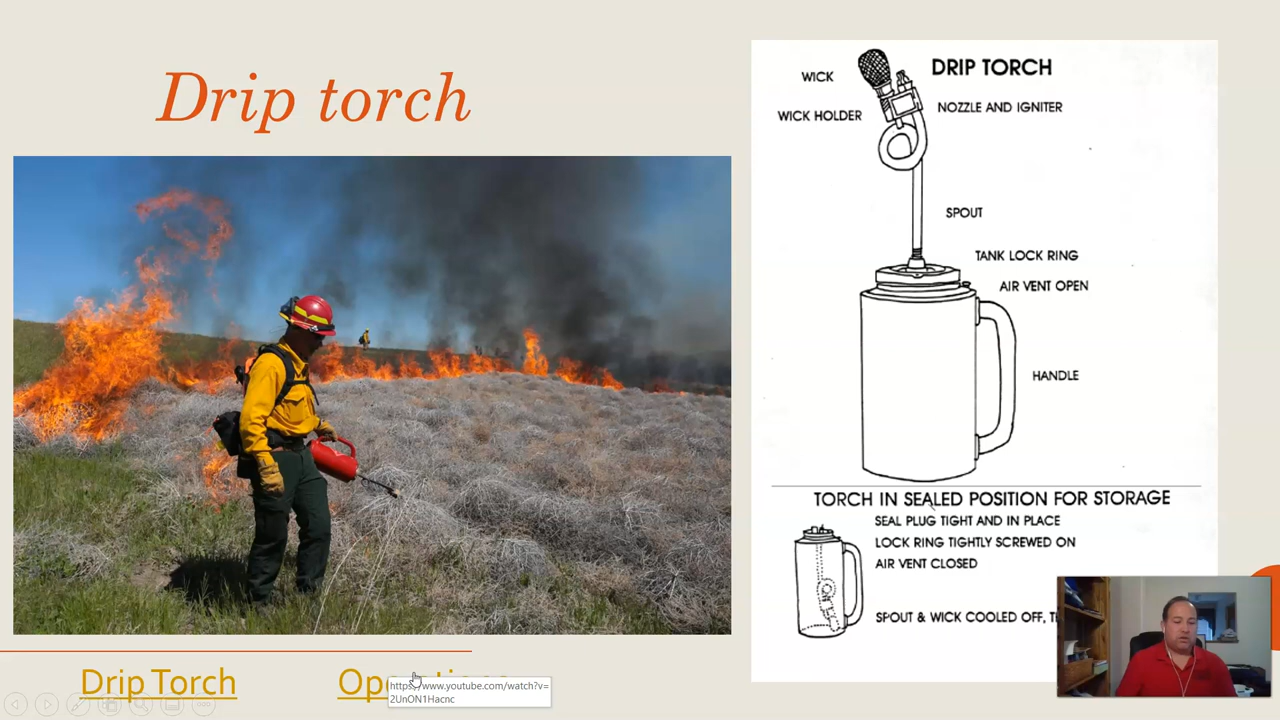 Drip torch
DRIP TORCH
WICK
WICK HOLDER
NOZZLE AND IGNITER
SPOUT
TANK LOCK RING
AIR VENT OPEN
HANDLE
TORCH IN SEALED POSITION FOR STORAGE
SEAL PLUG TIGHT AND IN PLACE
LOCK RING TIGHTLY SCREWED ON
AIR VENT CLOSED
SPOUT & WICK COOLED OFF,
Drip Torch
https://www.youtube.com/watch?v=
2UnON1Hacnc